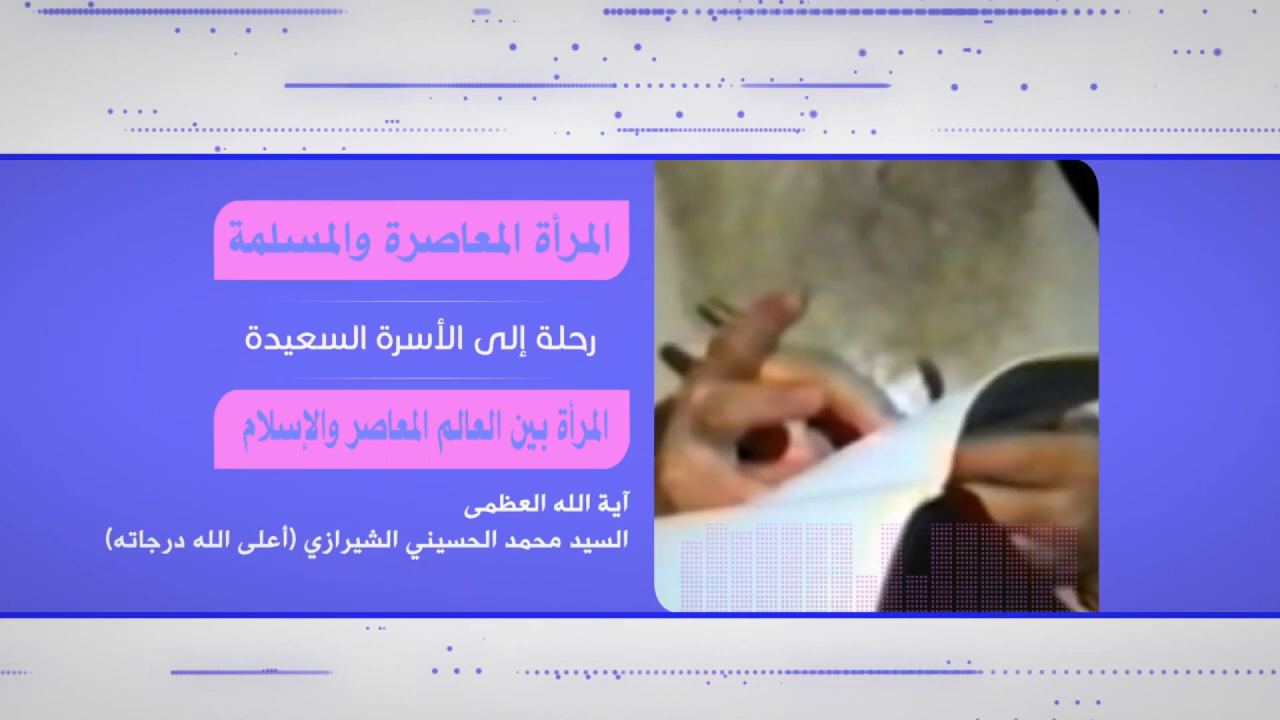 المرأة المعاصرة والمسلمة
رحلة إلى الأسرة السعيدة
المرأة بين العالم المعاصر والإسلام
آية الله العظمى
السيد محمد الحسيني الشيرازي (أعلى الله درجاته)